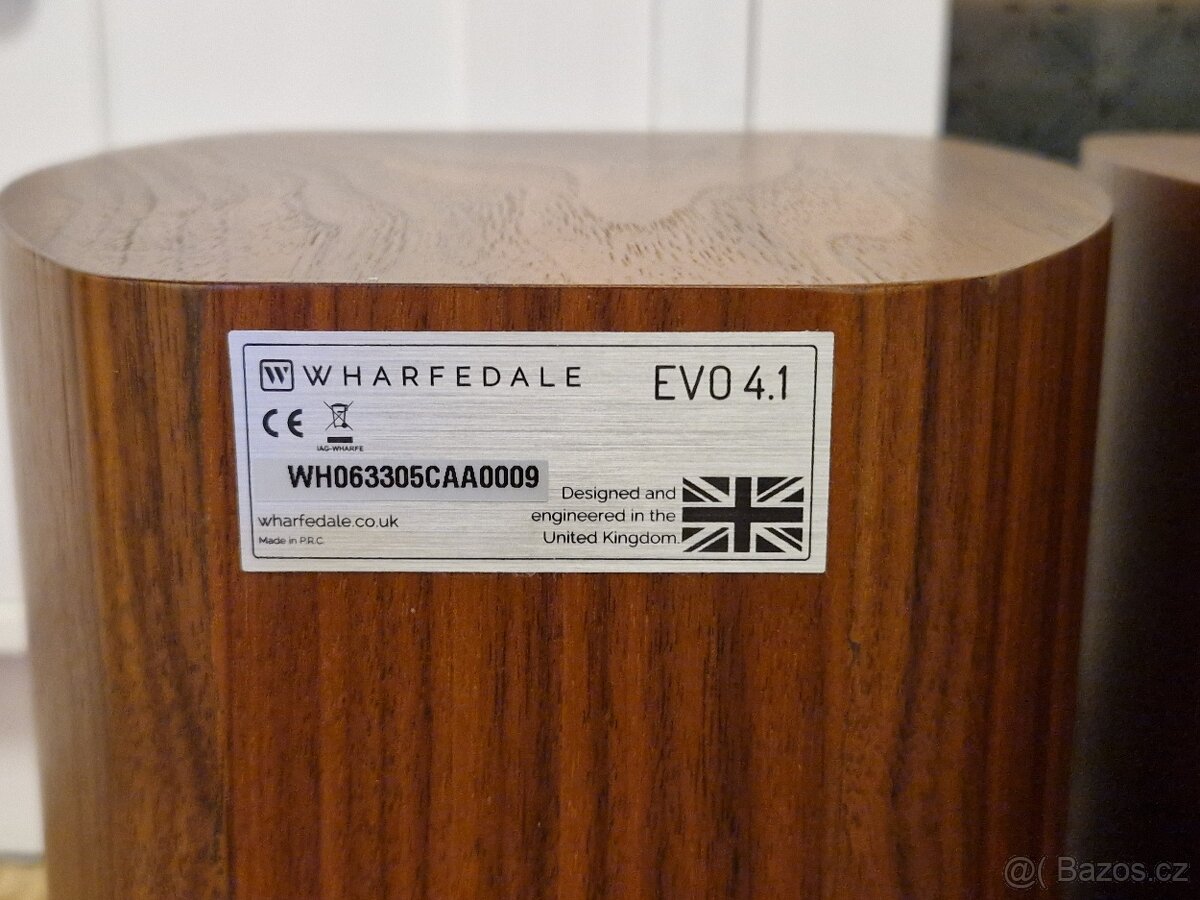 W WHARFEDALE EVO 4.1
CE
IAG-WHARFE
WH063305CAA0009
Designed and
engineered in the
United Kingdom.
wharfedale.co.uk
Made in P.R.C.
@( Bazos.cz